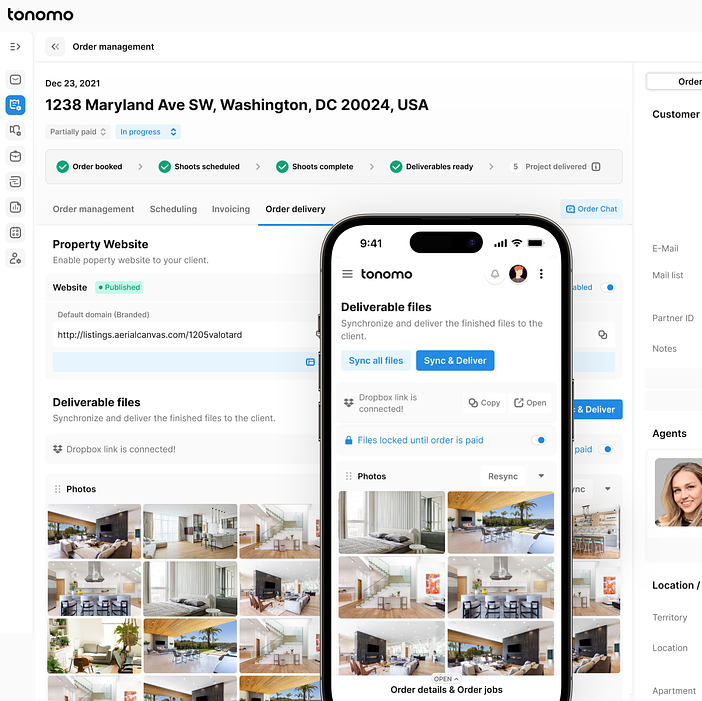 tonomo
Order management
Order
Dec 23, 2021
1238 Maryland Ave SW, Washington, DC 20024, USA
Partially paid
In progress
Order booked
Shoots scheduled
Shoots complete
Deliverables ready
5 Project delivered
Order management
Scheduling
Invoicing
Order delivery
Order Chat
Property Website
Enable poperty website to your client.
Website
Published
abled
Default domain (Branded)
http://listings.aerialcanvas.com/1205valotard
Deliverable files
Synchronize and deliver the finished files to the client.
& Deliver
Dropbox link is connected!
paid
Photos
ync
9:41
tonomo
Deliverable files
Synchronize and deliver the finished files to the
client.
Sync all files
Sync & Deliver
Dropbox link is
connected!
Copy
Open
Files locked until order is paid
Photos
Resync
OPEN
Order details & Order jobs
Customer
E-Mail
Mail list
Partner ID
Notes
Agents
Location /
Territory
Location
Apartment